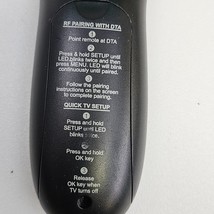 RF PAIRING WITH DTA
1
Point remote at DTA
2
Press & hold SETUP until
LED blinks twice and then
press MENU. LED will blink
continuously until paired.
3
Follow the pairing
instructions on the screen
to complete pairing.
QUICK TV SETUP
1
Press and hold
SETUP until LED
blinks twice.
Press and hold
OK key
3
Release
OK key when
TV turns off